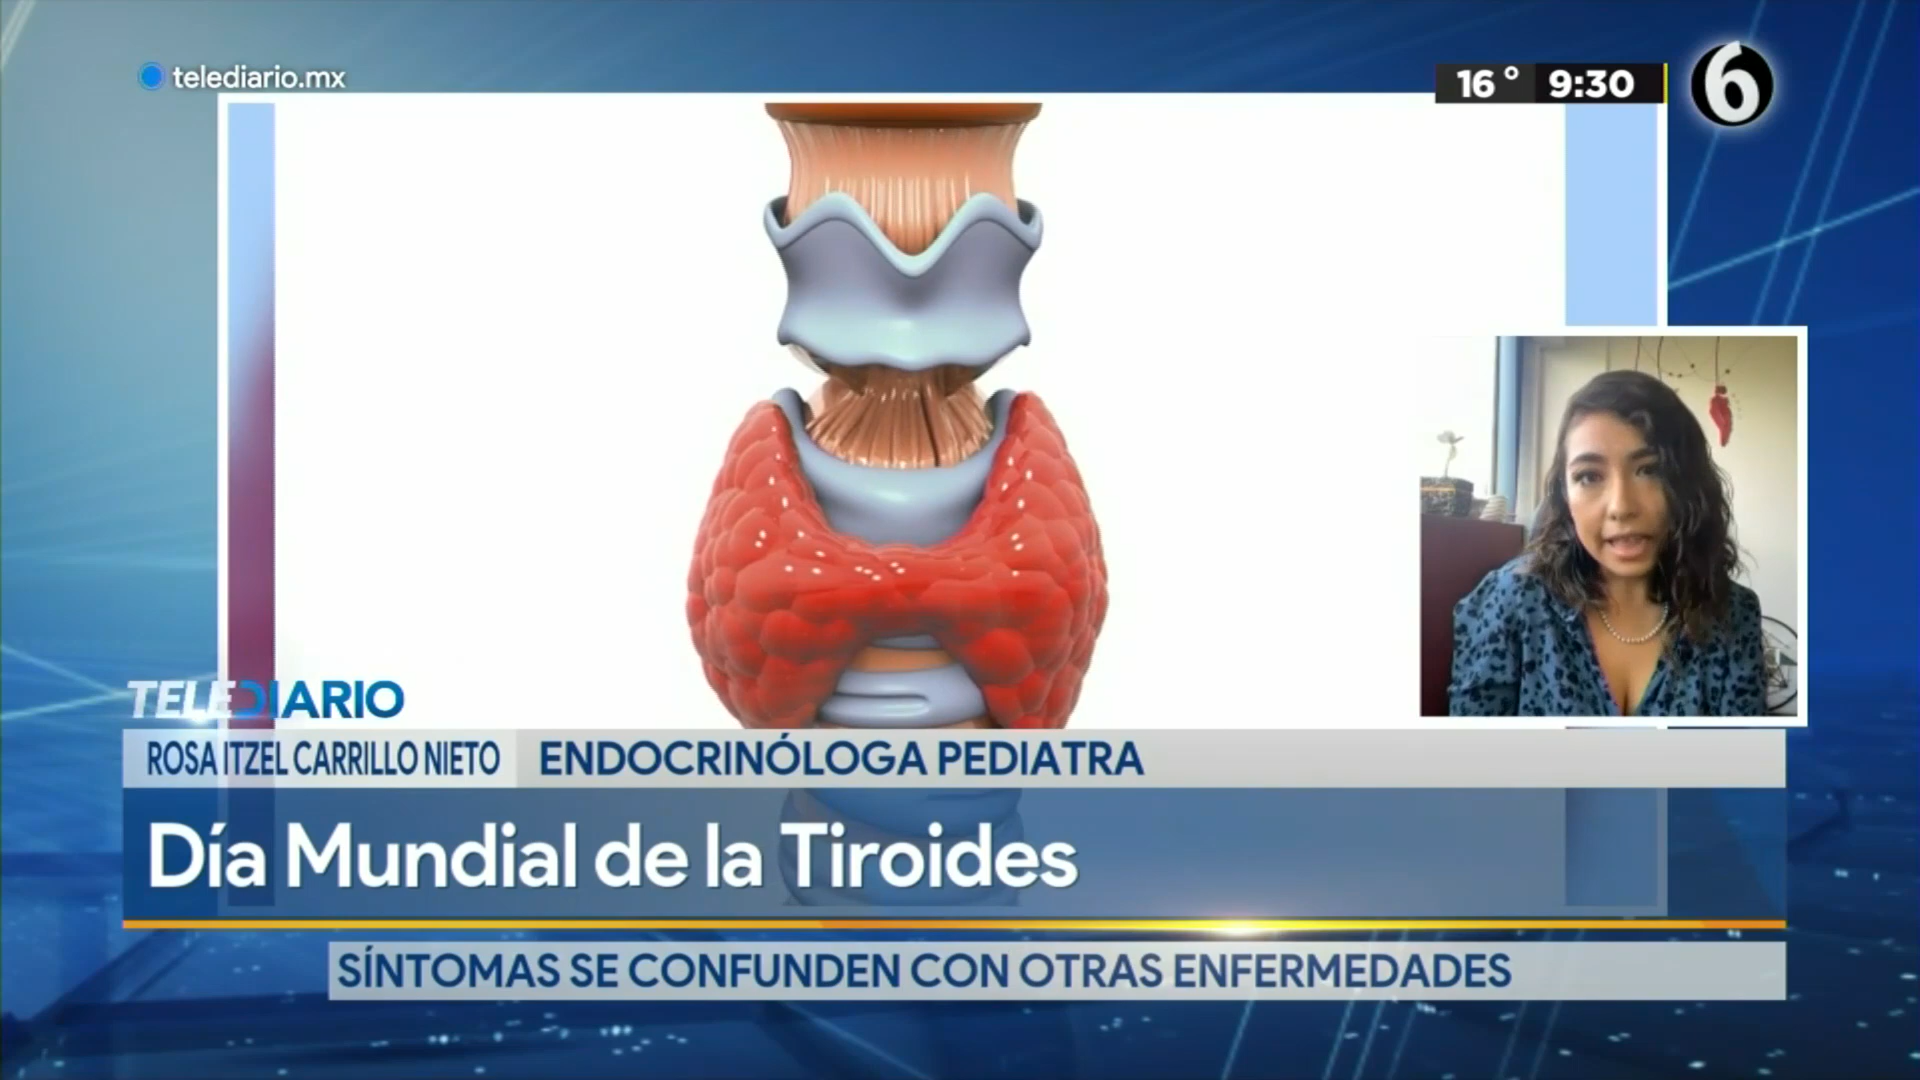 telediario.mx
16° 9:30
6
TELEDIARIO
ROSA ITZEL CARRILLO NIETO ENDOCRINÓLOGA PEDIATRA
Día Mundial de la Tiroides
SÍNTOMAS SE CONFUNDEN CON OTRAS ENFERMEDADES